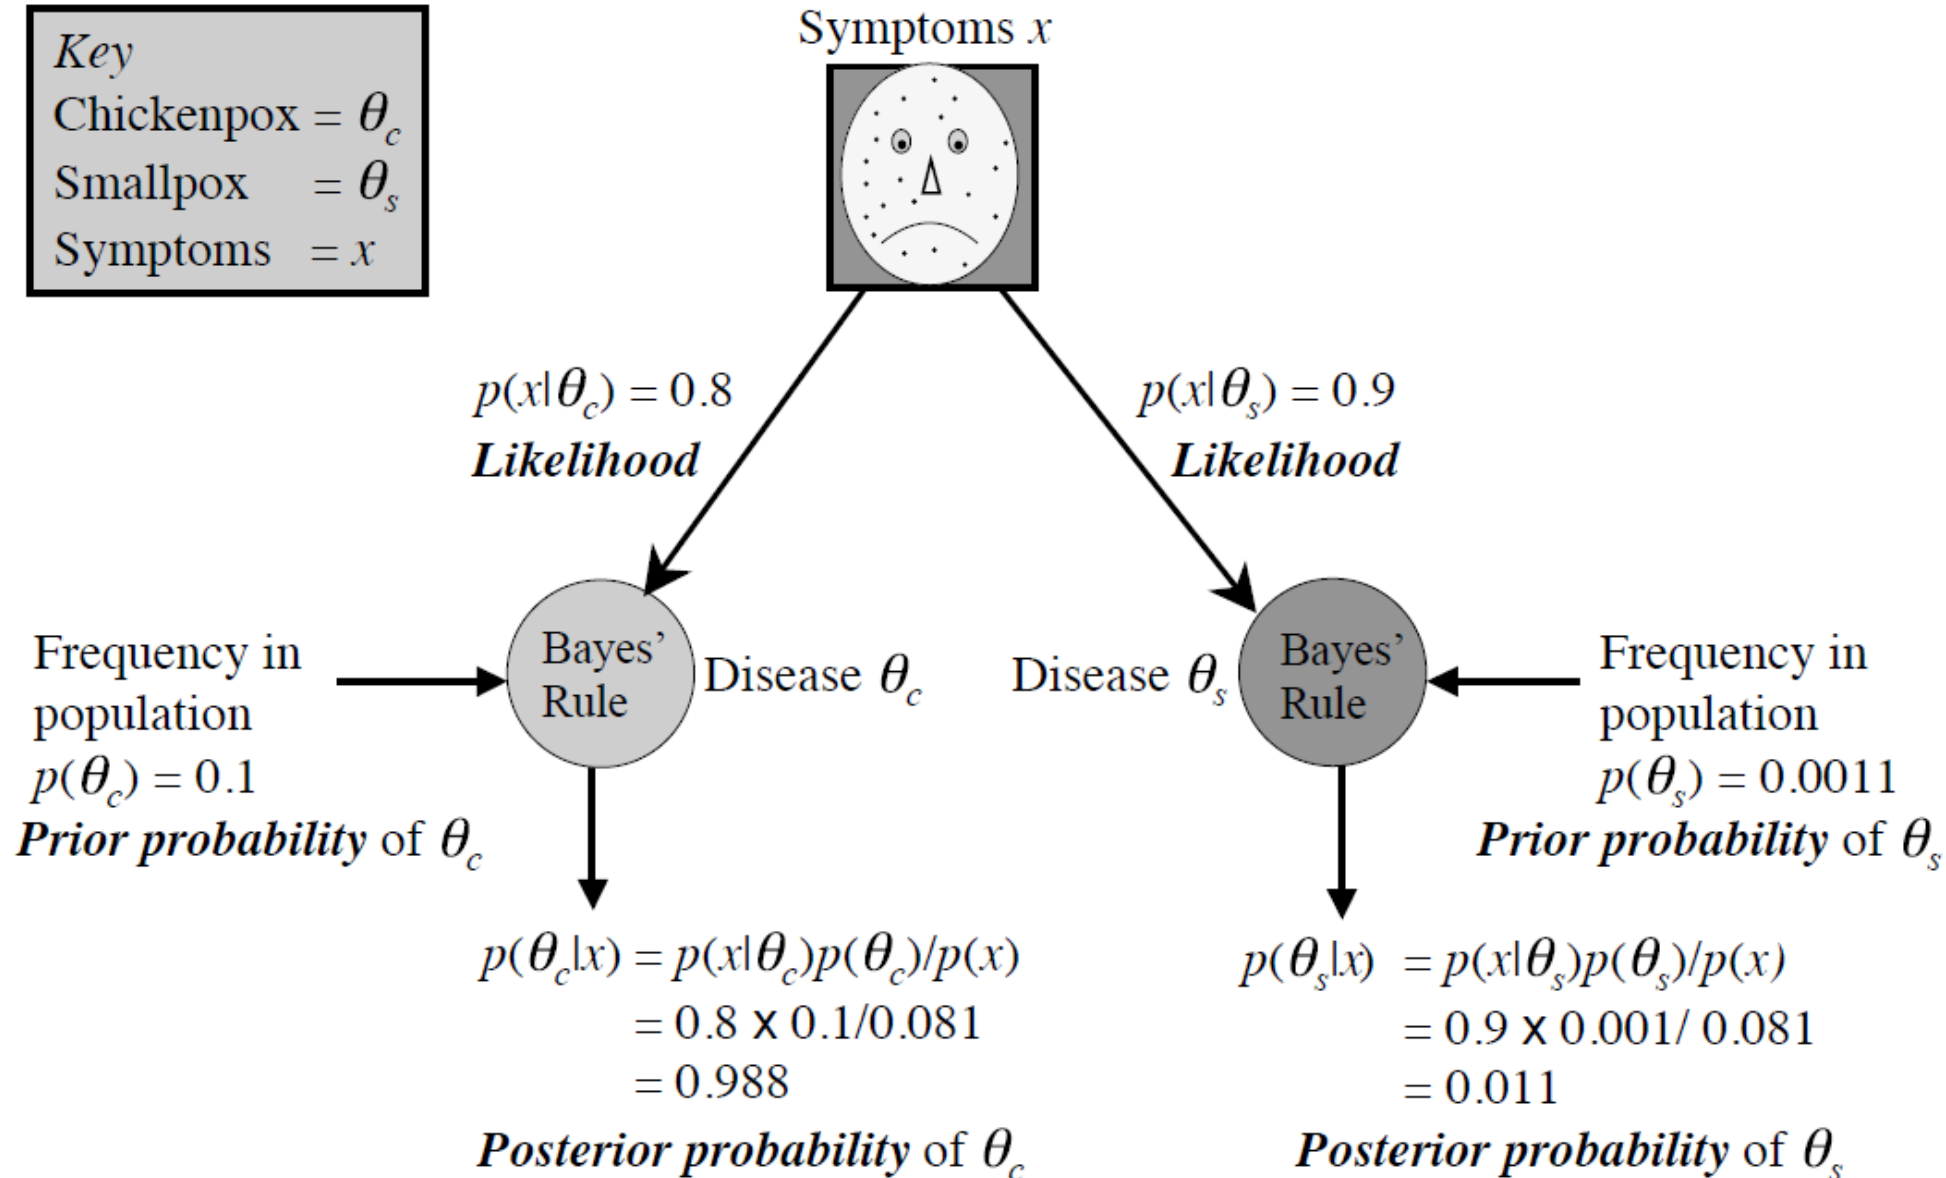 Key
Chickenpox = θc
Smallpox = θs
Symptoms = x
Symptoms x
p(x|θc) = 0.8
Likelihood
p(x|θs) = 0.9
Likelihood
Frequency in
population
p(θc) = 0.1
Prior probability of θc
Bayes’
Rule
Disease θc
Disease θs
Bayes’
Rule
Frequency in
population
p(θs) = 0.0011
Prior probability of θs
p(θc|x) = p(x|θc)p(θc)/p(x)
= 0.8 x 0.1/0.081
= 0.988
Posterior probability of θc
p(θs|x) = p(x|θs)p(θs)/p(x)
= 0.9 x 0.001/ 0.081
= 0.011
Posterior probability of θs